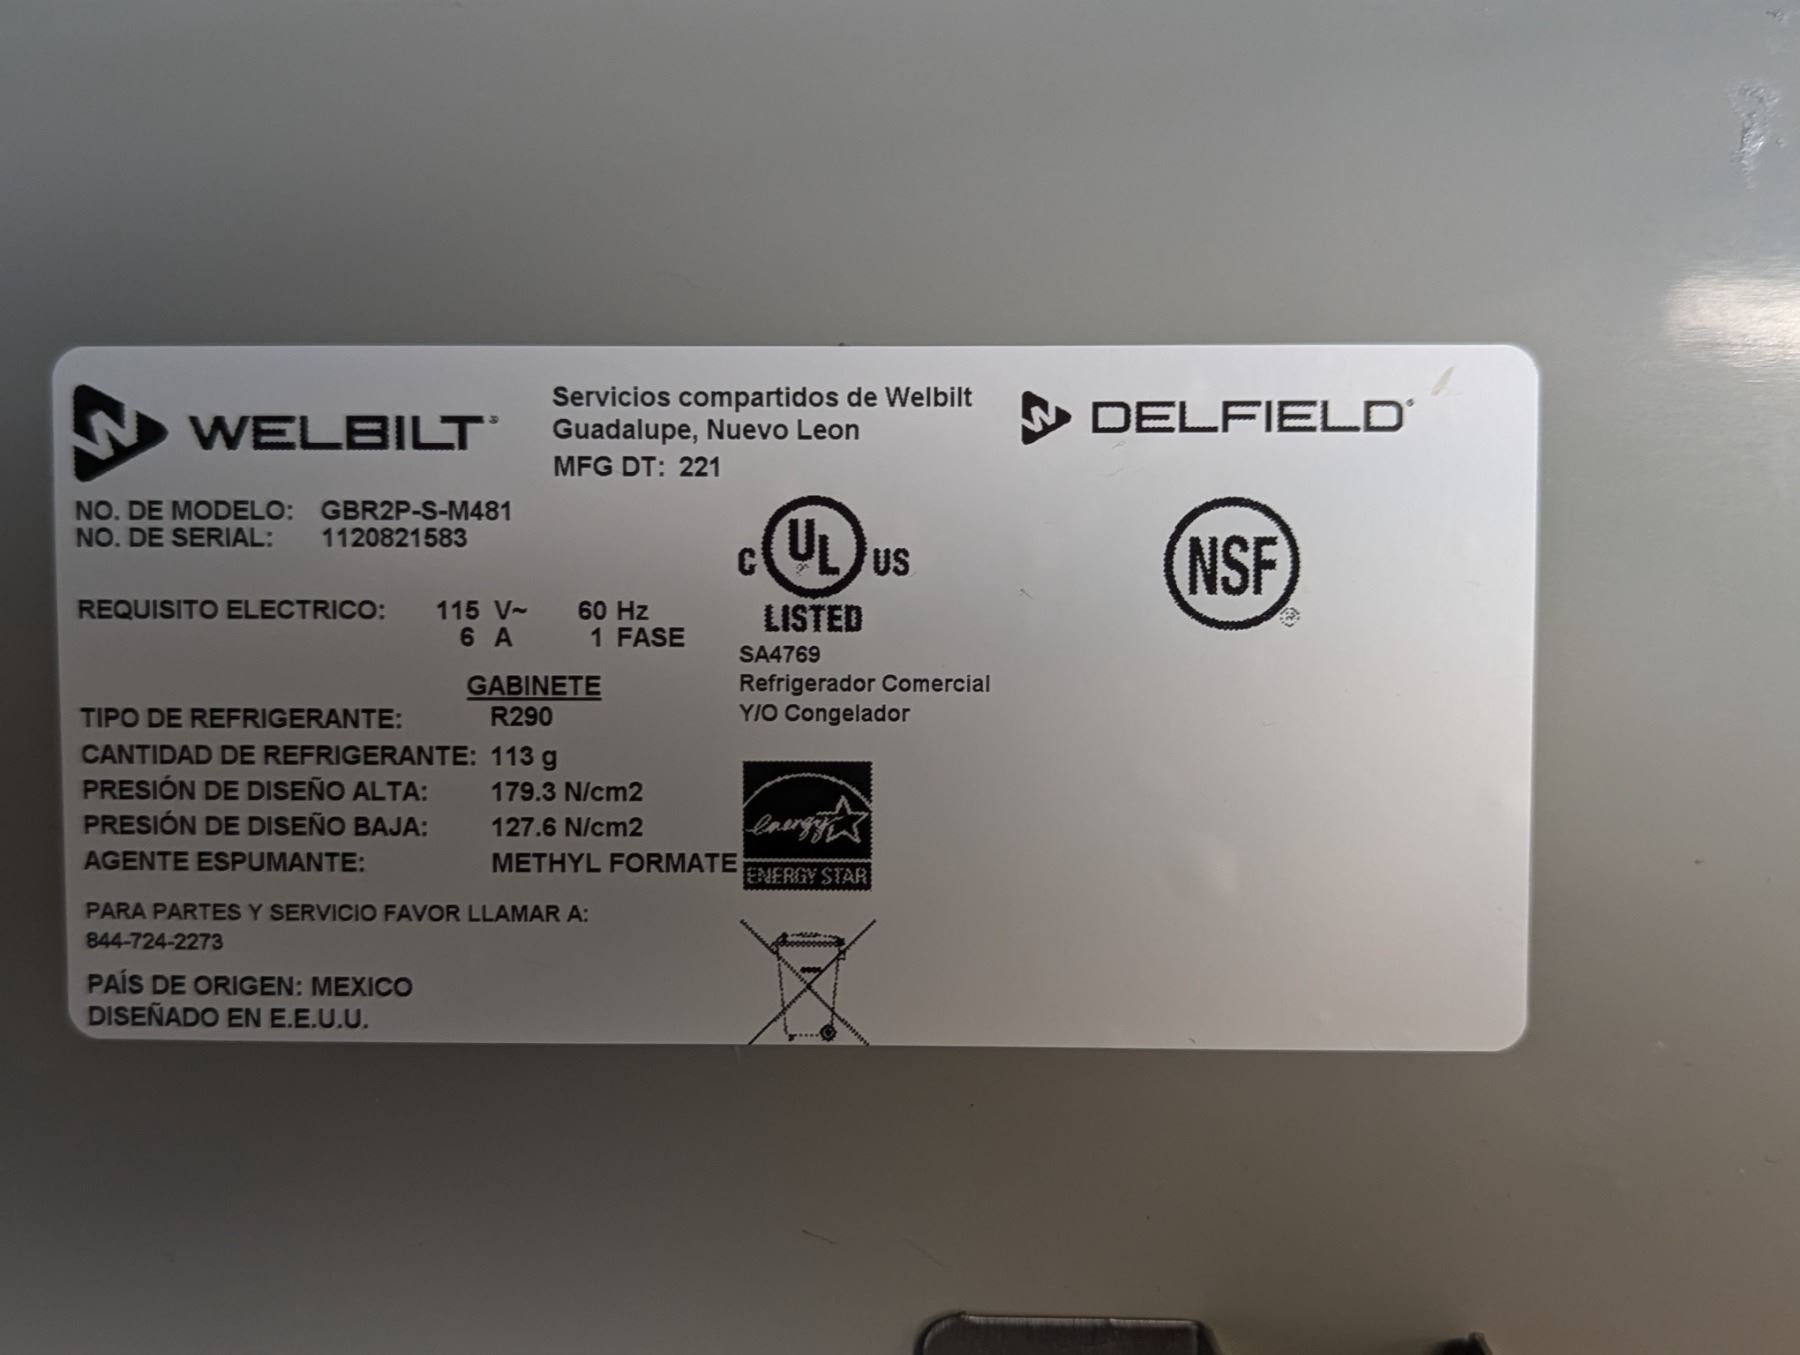 WELBILT®
Servicios compartidos de Welbilt
Guadalupe, Nuevo Leon
MFG DT: 221
DELFIELD®
NO. DE MODELO: GBR2P-S-M481
NO. DE SERIAL: 1120821583
REQUISITO ELECTRICO: 115 V~ 60 Hz
6 A 1 FASE
C UL US
LISTED
SA4769
Refrigerador Comercial
Y/O Congelador
NSF
GABINETE
TIPO DE REFRIGERANTE: R290
CANTIDAD DE REFRIGERANTE: 113 g
PRESIÓN DE DISEÑO ALTA: 179.3 N/cm2
PRESIÓN DE DISEÑO BAJA: 127.6 N/cm2
AGENTE ESPUMANTE: METHYL FORMATE
energy
ENERGY STAR
PARA PARTES Y SERVICIO FAVOR LLAMAR A:
844-724-2273
PAÍS DE ORIGEN: MEXICO
DISEÑADO EN E.E.U.U.